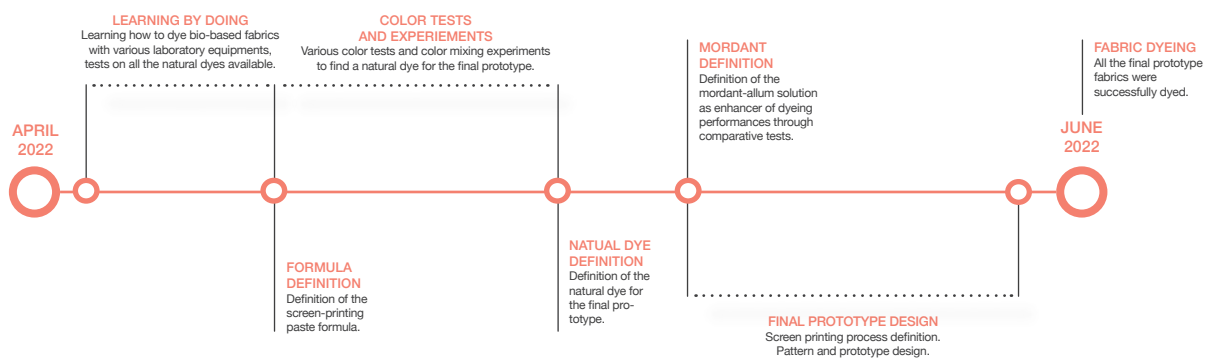 APRIL
2022
LEARNING BY DOING
Learning how to dye bio-based fabrics
with various laboratory equipments,
tests on all the natural dyes available.
FORMULA
DEFINITION
Definition of the
screen-printing
paste formula.
COLOR TESTS
AND EXPERIEMENTS
Various color tests and color mixing experiments
to find a natural dye for the final prototype.
NATUAL DYE
DEFINITION
Definition of the
natural dye for
the final pro-
totype.
MORDANT
DEFINITION
Definition of the
mordant-allum solution
as enhancer of dyeing
performances through
comparative tests.
FINAL PROTOTYPE DESIGN
Screen printing process definition.
Pattern and prototype design.
JUNE
2022
FABRIC DYEING
All the final prototype
fabrics were
successfully dyed.